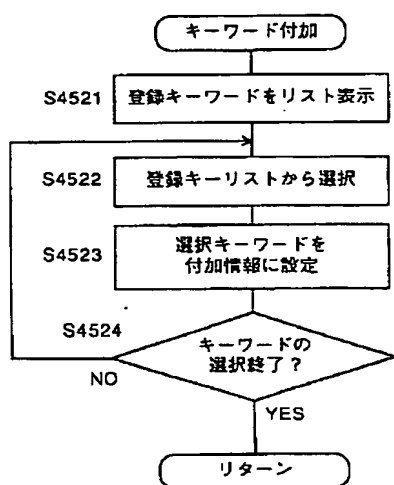 キーワード付加
S4521 登録キーワードをリスト表示
S4522 登録キーリストから選択
S4523 選択キーワードを
付加情報に設定
S4524
キーワードの
選択終了？
NO
YES
リターン